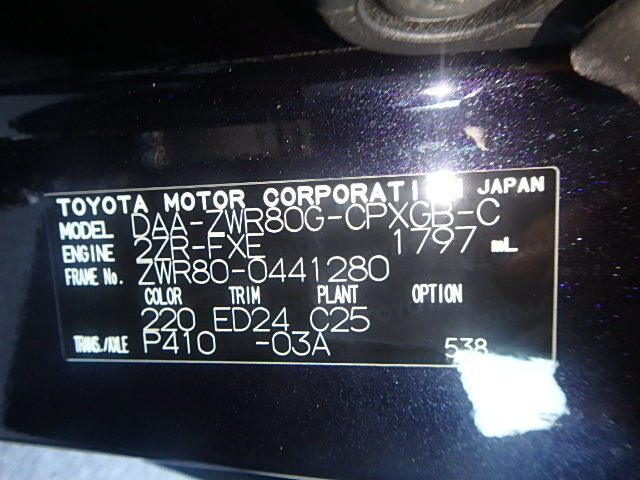 TOYOTA MOTOR CORPORATION JAPAN
MODEL DAA-ZWR80G-CPXGB-C
ENGINE 2ZR-FXE 1797 mL
FRAME No. ZWR80-0441280
COLOR TRIM PLANT OPTION
220 ED24 C25
TRANS./AXLE P410 -03A 538